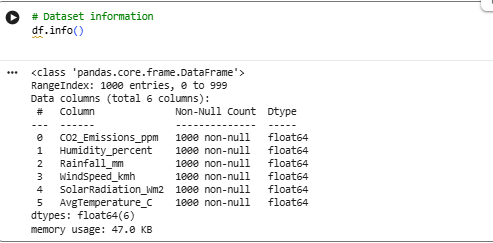 # Dataset information
df.info()
<class 'pandas.core.frame.DataFrame'>
RangeIndex: 1000 entries, 0 to 999
Data columns (total 6 columns):
 #   Column             Non-Null Count  Dtype
---  ------             --------------  -----
 0   CO2_Emissions_ppm  1000 non-null   float64
 1   Humidity_percent   1000 non-null   float64
 2   Rainfall_mm        1000 non-null   float64
 3   WindSpeed_kmh      1000 non-null   float64
 4   SolarRadiation_Wm2 1000 non-null   float64
 5   AvgTemperature_C   1000 non-null   float64
dtypes: float64(6)
memory usage: 47.0 KB